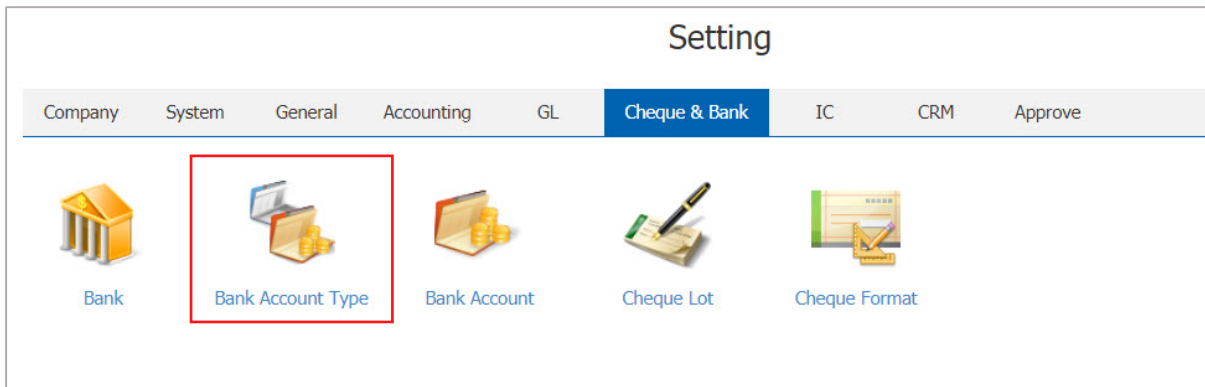 Setting
Company System General Accounting GL Cheque & Bank IC CRM Approve
Bank Bank Account Type Bank Account Cheque Lot Cheque Format